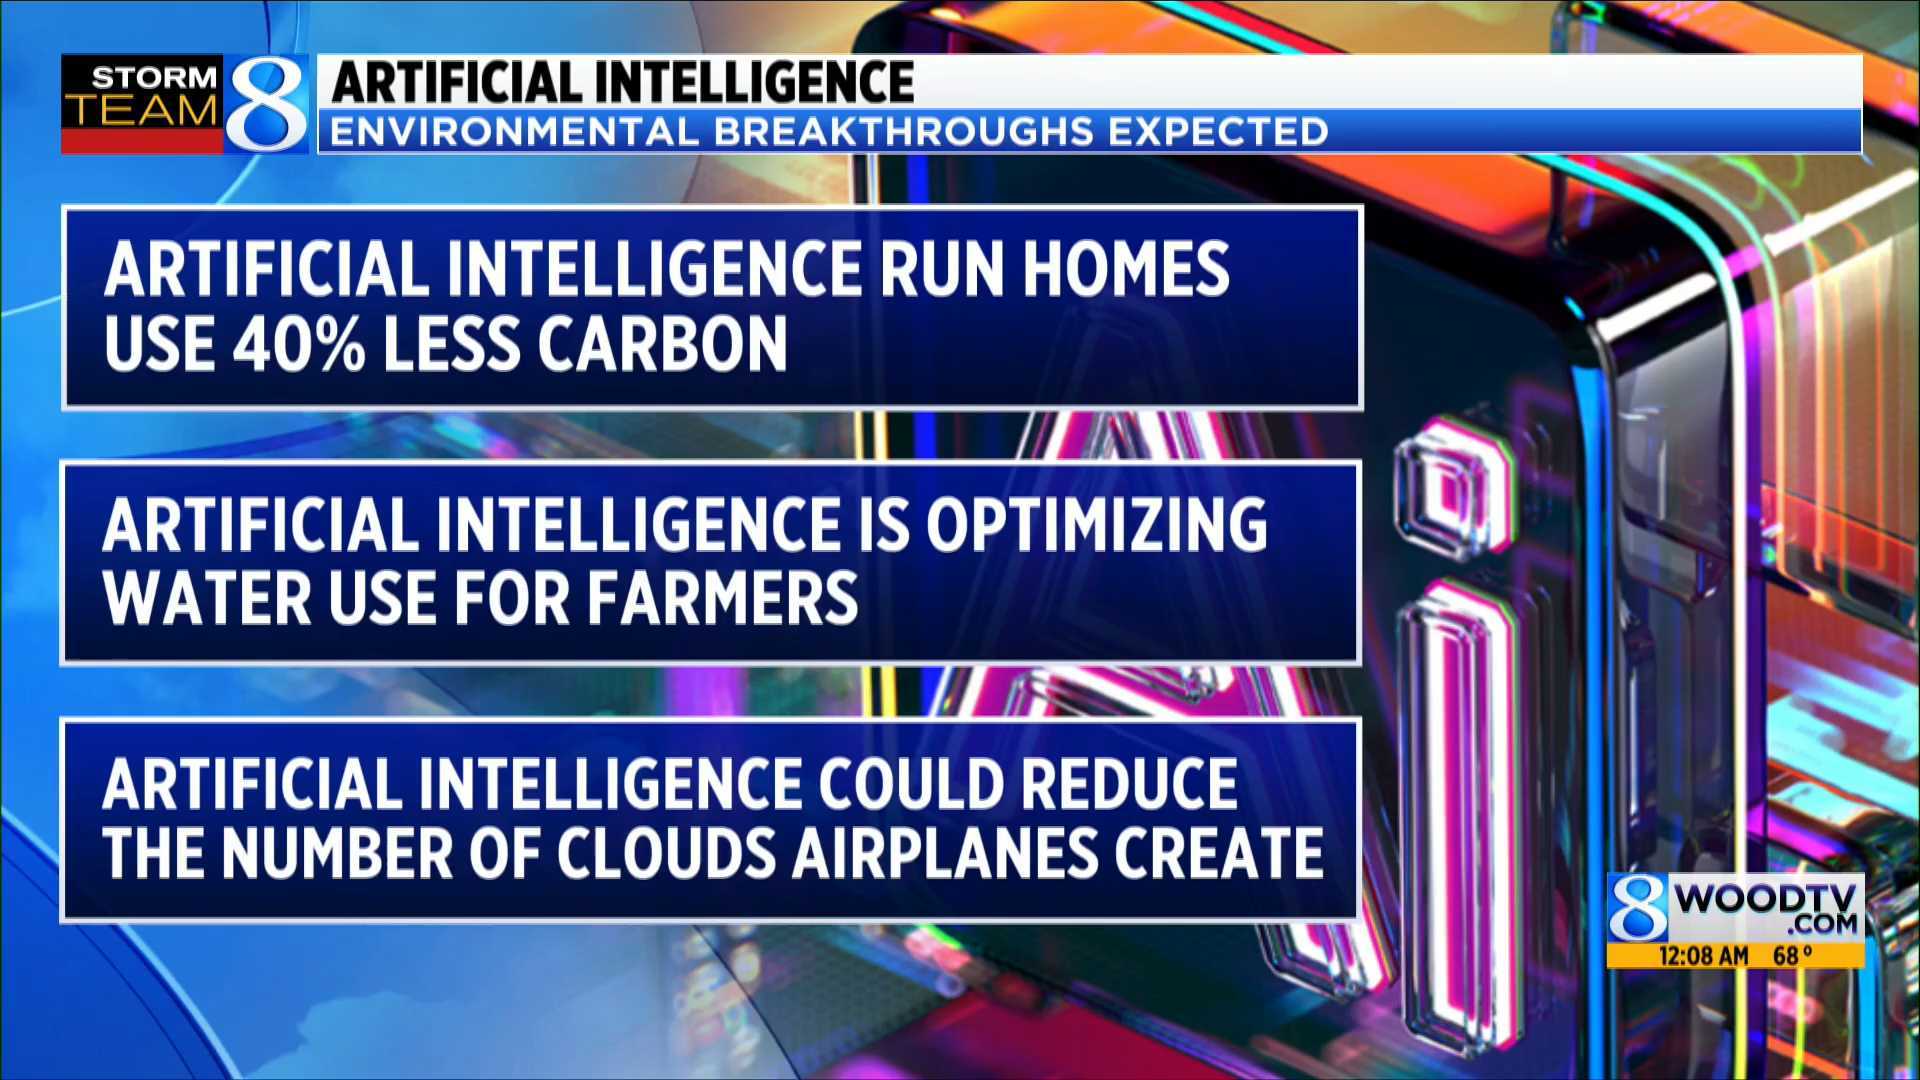 STORM
TEAM
8
ARTIFICIAL INTELLIGENCE
ENVIRONMENTAL BREAKTHROUGHS EXPECTED
ARTIFICIAL INTELLIGENCE RUN HOMES
USE 40% LESS CARBON
ARTIFICIAL INTELLIGENCE IS OPTIMIZING
WATER USE FOR FARMERS
ARTIFICIAL INTELLIGENCE COULD REDUCE
THE NUMBER OF CLOUDS AIRPLANES CREATE
Ai
8 WOODTV
.COM
12:08 AM 68°